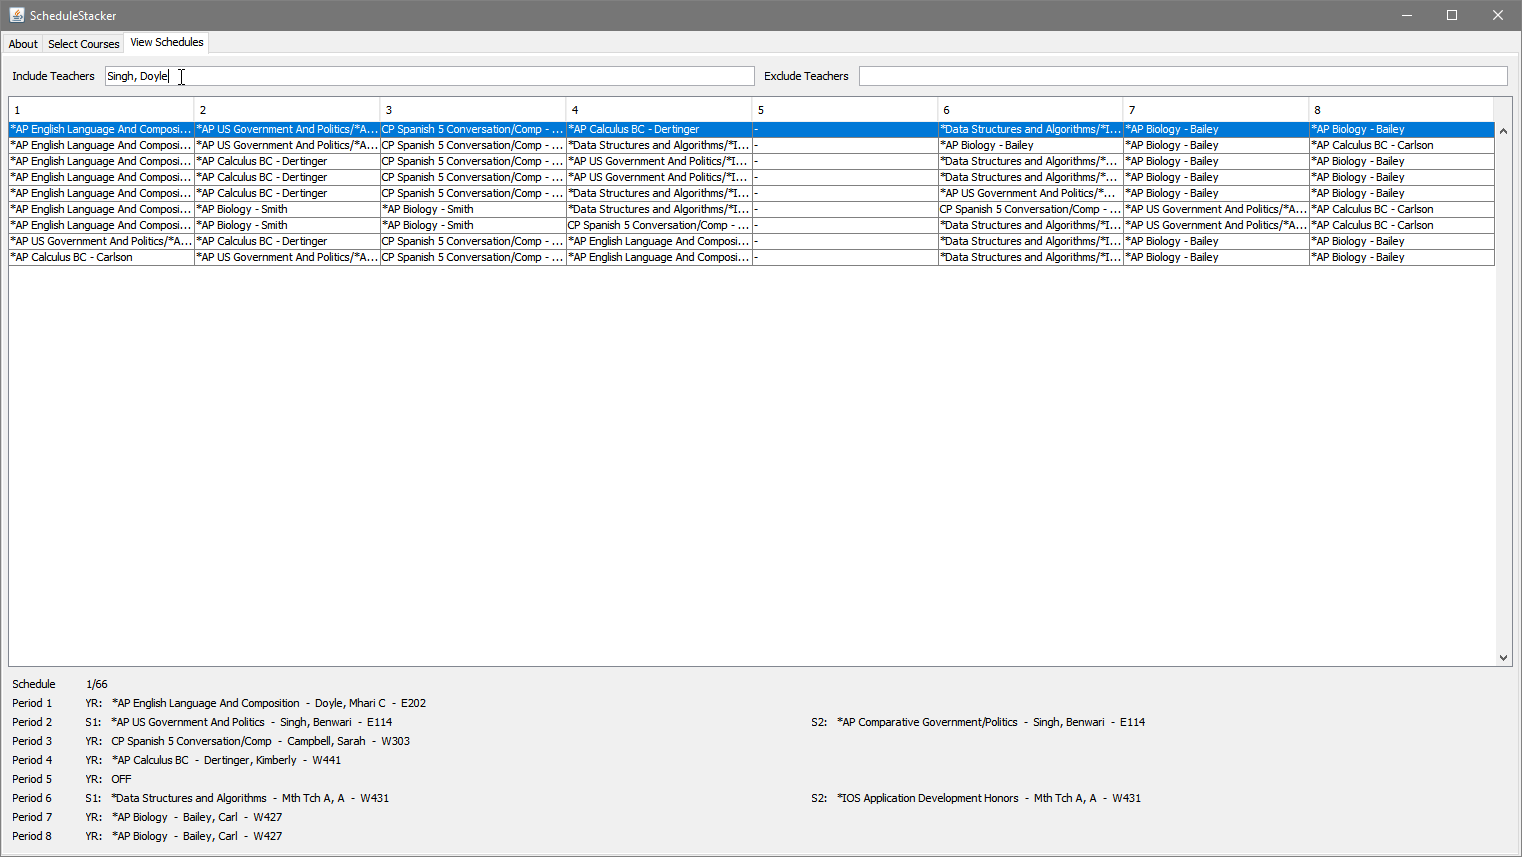 ScheduleStacker
About Select Courses View Schedules
Include Teachers Singh, Doyle Exclude Teachers
1 2 3 4 5 6 7 8
*AP English Language And Composi... *AP US Government And Politics/*A... CP Spanish 5 Conversation/Comp - ... *AP Calculus BC - Dertinger - *Data Structures and Algorithms/*I... *AP Biology - Bailey *AP Biology - Bailey
*AP English Language And Composi... *AP US Government And Politics/*A... CP Spanish 5 Conversation/Comp - ... *Data Structures and Algorithms/*I... - *AP Biology - Bailey *AP Biology - Bailey *AP Calculus BC - Carlson
*AP English Language And Composi... *AP Calculus BC - Dertinger CP Spanish 5 Conversation/Comp - ... *AP US Government And Politics/*I... - *Data Structures and Algorithms/*... *AP Biology - Bailey *AP Biology - Bailey
*AP English Language And Composi... *AP Calculus BC - Dertinger CP Spanish 5 Conversation/Comp - ... *AP US Government And Politics/*I... - *Data Structures and Algorithms/*... *AP Biology - Bailey *AP Biology - Bailey
*AP English Language And Composi... *AP Calculus BC - Dertinger CP Spanish 5 Conversation/Comp - ... *Data Structures and Algorithms/*I... - *AP US Government And Politics/*... *AP Biology - Bailey *AP Biology - Bailey
*AP English Language And Composi... *AP Biology - Smith *AP Biology - Smith *Data Structures and Algorithms/*I... - CP Spanish 5 Conversation/Comp - ... *AP US Government And Politics/*A... *AP Calculus BC - Carlson
*AP English Language And Composi... *AP Biology - Smith *AP Biology - Smith CP Spanish 5 Conversation/Comp - ... - *Data Structures and Algorithms/*I... *AP US Government And Politics/*A... *AP Calculus BC - Carlson
*AP US Government And Politics/*A... *AP Calculus BC - Dertinger CP Spanish 5 Conversation/Comp - ... *AP English Language And Composi... - *Data Structures and Algorithms/*I... *AP Biology - Bailey *AP Biology - Bailey
*AP Calculus BC - Carlson *AP US Government And Politics/*A... CP Spanish 5 Conversation/Comp - ... *AP English Language And Composi... - *Data Structures and Algorithms/*I... *AP Biology - Bailey *AP Biology - Bailey
Schedule 1/66
Period 1 YR: *AP English Language And Composition - Doyle, Mhari C - E202
Period 2 S1: *AP US Government And Politics - Singh, Benwari - E114 S2: *AP Comparative Government/Politics - Singh, Benwari - E114
Period 3 YR: CP Spanish 5 Conversation/Comp - Campbell, Sarah - W303
Period 4 YR: *AP Calculus BC - Dertinger, Kimberly - W441
Period 5 YR: OFF
Period 6 S1: *Data Structures and Algorithms - Mth Tch A, A - W431 S2: *IOS Application Development Honors - Mth Tch A, A - W431
Period 7 YR: *AP Biology - Bailey, Carl - W427
Period 8 YR: *AP Biology - Bailey, Carl - W427